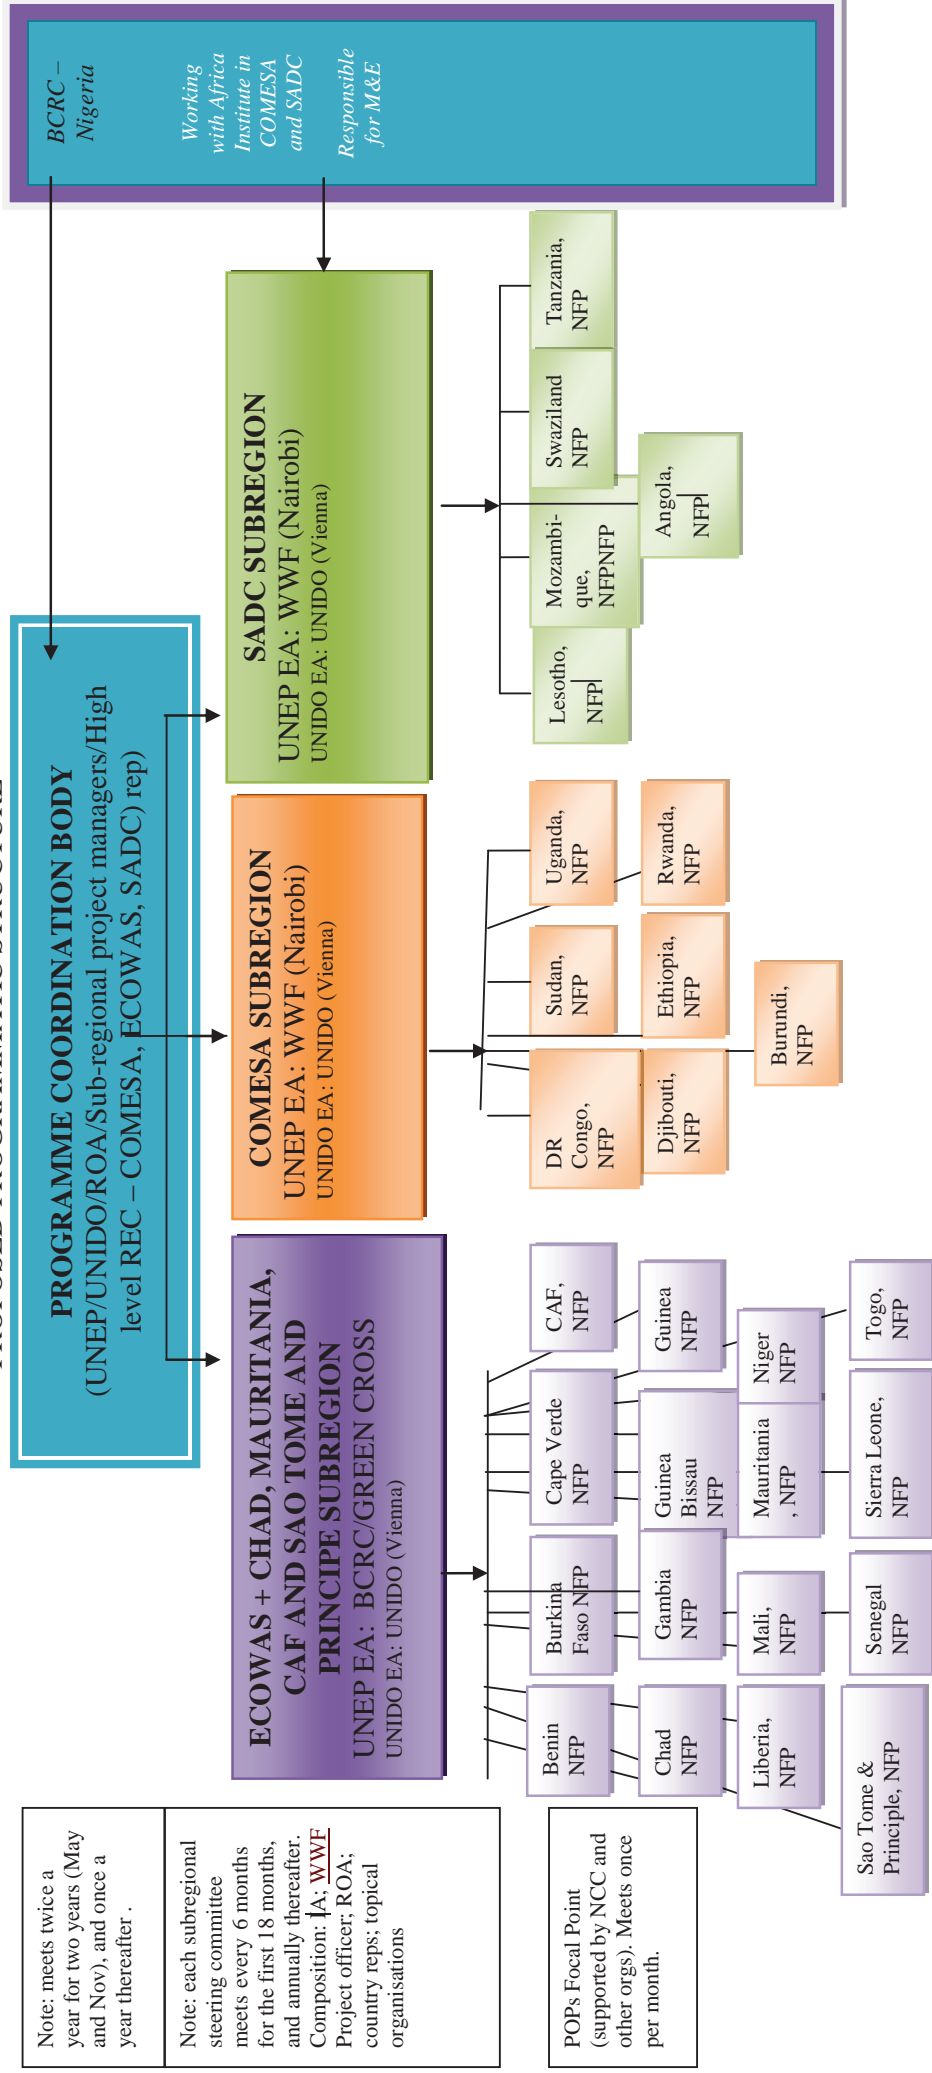 PROPOSED PROGRAMMATIC STRUCTURE
PROGRAMME COORDINATION BODY
(UNEP/UNIDO/ROA/Sub-regional project managers/High
level REC – COMESA, ECOWAS, SADC) rep)
BCRC –
Nigeria
Working
with Africa
Institute in
COMESA
and SADC
Responsible
for M&E
Note: meets twice a
year for two years (May
and Nov), and once a
year thereafter .
Note: each subregional
steering committee
meets every 6 months
for the first 18 months,
and annually thereafter.
Composition: IA; WWF
Project officer; ROA;
country reps; topical
organisations
POPs Focal Point
(supported by NCC and
other orgs). Meets once
per month.
ECOWAS + CHAD, MAURITANIA,
CAF AND SAO TOME AND
PRINCIPE SUBREGION
UNEP EA:  BCRC/GREEN CROSS
UNIDO EA: UNIDO (Vienna)
COMESA SUBREGION
UNEP EA: WWF (Nairobi)
UNIDO EA: UNIDO (Vienna)
SADC SUBREGION
UNEP EA: WWF (Nairobi)
UNIDO EA: UNIDO (Vienna)
Benin
NFP
Burkina
Faso NFP
Cape Verde
NFP
CAF,
NFP
Chad
NFP
Gambia
NFP
Guinea
Bissau
NFP
Guinea
NFP
Liberia,
NFP
Mali,
NFP
Mauritania
, NFP
Niger
NFP
Sao Tome &
Principle, NF
Senegal
NFP
Sierra Leone,
NFP
Togo,
NFP
DR
Congo,
NFP
Sudan,
NFP
Uganda,
NFP
Djibouti,
NFP
Ethiopia,
NFP
Rwanda,
NFP
Burundi,
NFP
Lesotho,
NFP
Mozambi-
que,
NFPNFP
Swaziland
NFP
Tanzania,
NFP
Angola,
NFP